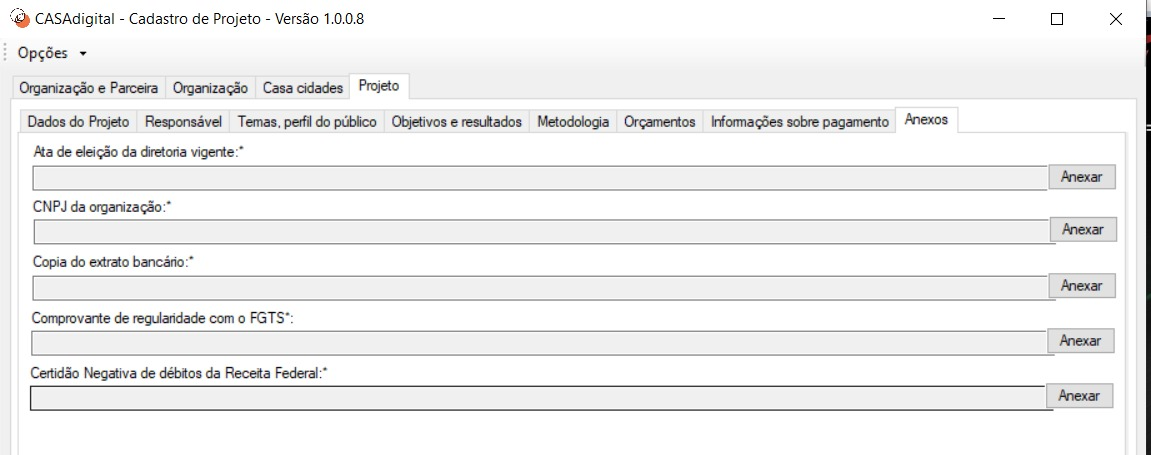 CASAdigital - Cadastro de Projeto - Versão 1.0.0.8
Opções
Organização e Parceira Organização Casa cidades Projeto
Dados do Projeto Responsável Temas, perfil do público Objetivos e resultados Metodologia Orçamentos Informações sobre pagamento Anexos
Ata de eleição da diretoria vigente:*
Anexar
CNPJ da organização:*
Anexar
Copia do extrato bancário:*
Anexar
Comprovante de regularidade com o FGTS*:
Anexar
Certidão Negativa de débitos da Receita Federal:*
Anexar